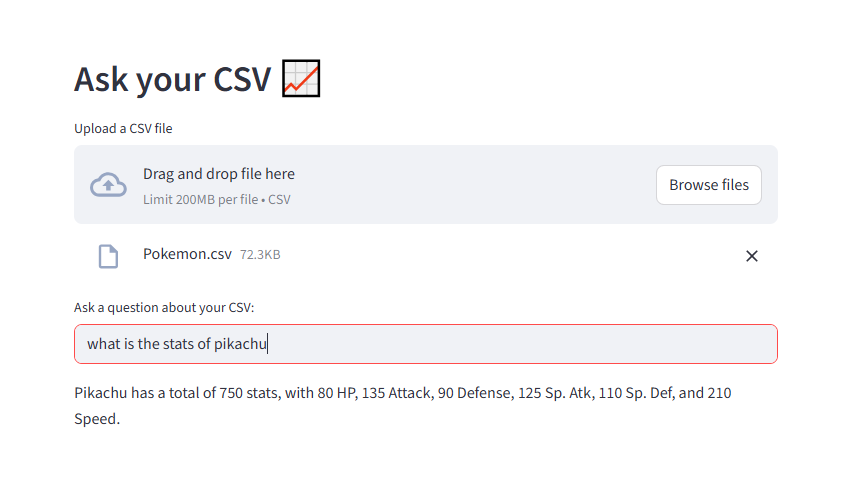 Ask your CSV 📈
Upload a CSV file
Drag and drop file here
Limit 200MB per file • CSV
Browse files
Pokemon.csv 72.3KB
Ask a question about your CSV:
what is the stats of pikachu
Pikachu has a total of 750 stats, with 80 HP, 135 Attack, 90 Defense, 125 Sp. Atk, 110 Sp. Def, and 210
Speed.